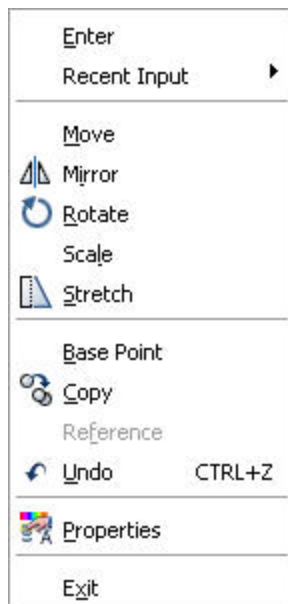 Enter
Recent Input
Move
Mirror
Rotate
Scale
Stretch
Base Point
Copy
Reference
Undo CTRL+Z
Properties
Exit